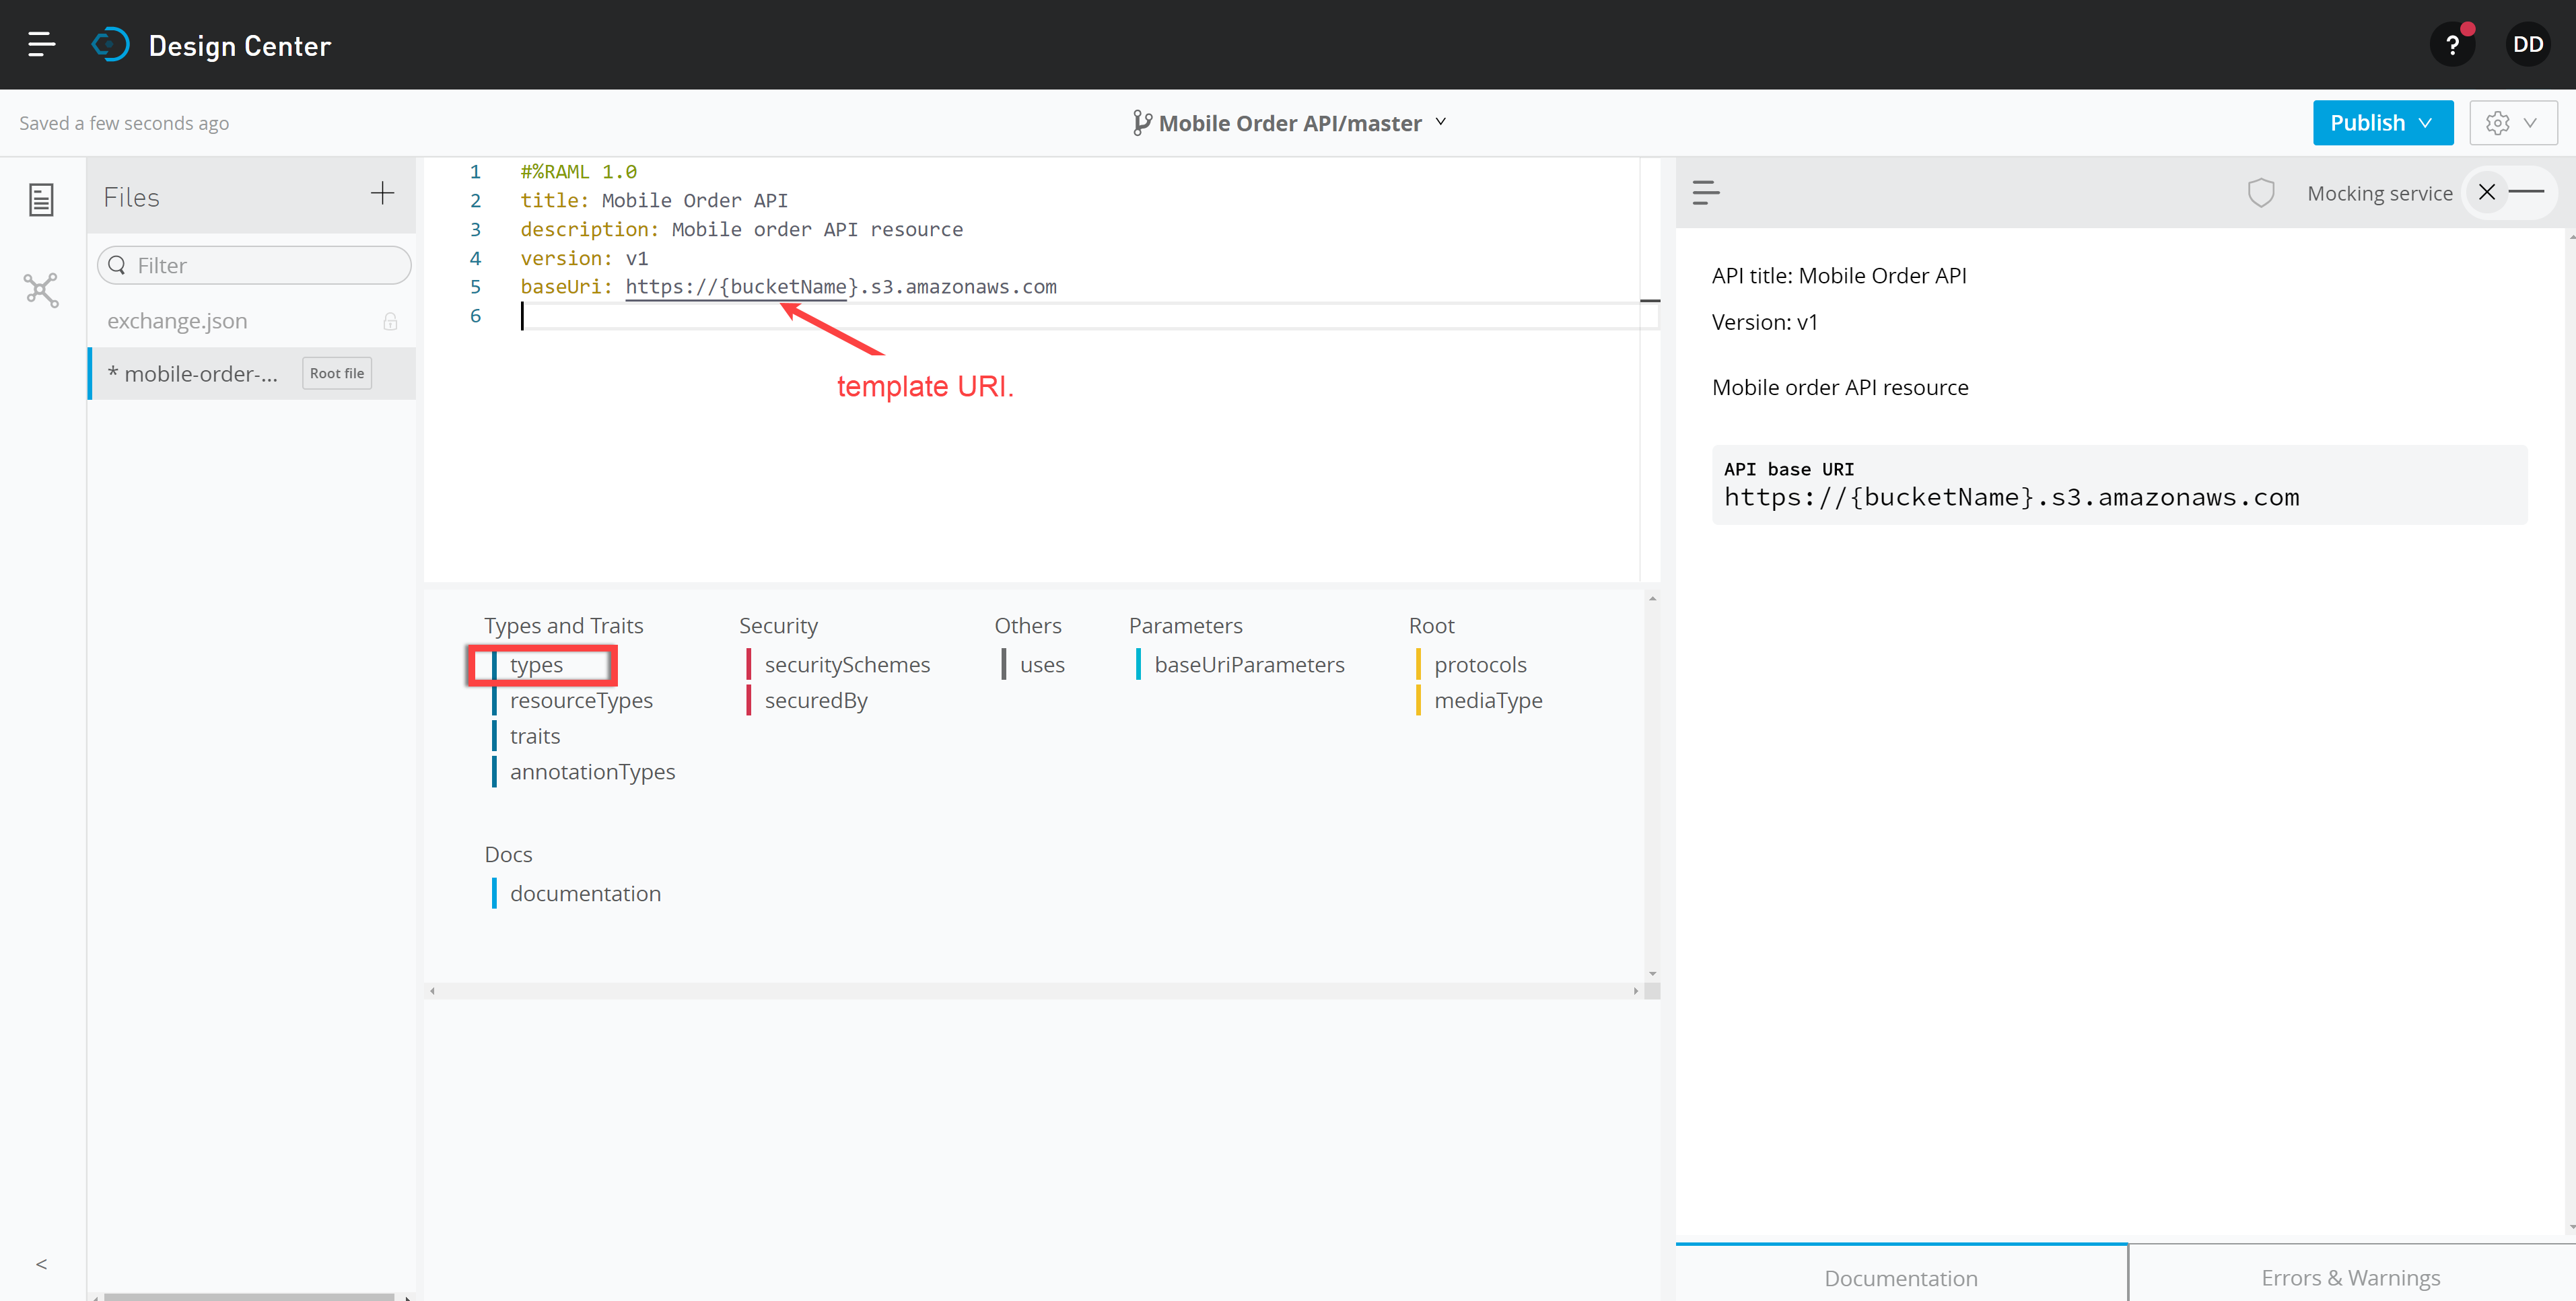 Design Center
?
DD
Saved a few seconds ago
Mobile Order API/master
Publish
Files
Filter
exchange.json
* mobile-order-...
Root file
1 #%RAML 1.0
2 title: Mobile Order API
3 description: Mobile order API resource
4 version: v1
5 baseUri: https://{bucketName}.s3.amazonaws.com
6
template URI.
Types and Traits
types
resourceTypes
traits
annotationTypes
Security
securitySchemes
securedBy
Others
uses
Parameters
baseUriParameters
Root
protocols
mediaType
Docs
documentation
Mocking service
API title: Mobile Order API
Version: v1
Mobile order API resource
API base URI
https://{bucketName}.s3.amazonaws.com
Documentation
Errors & Warnings